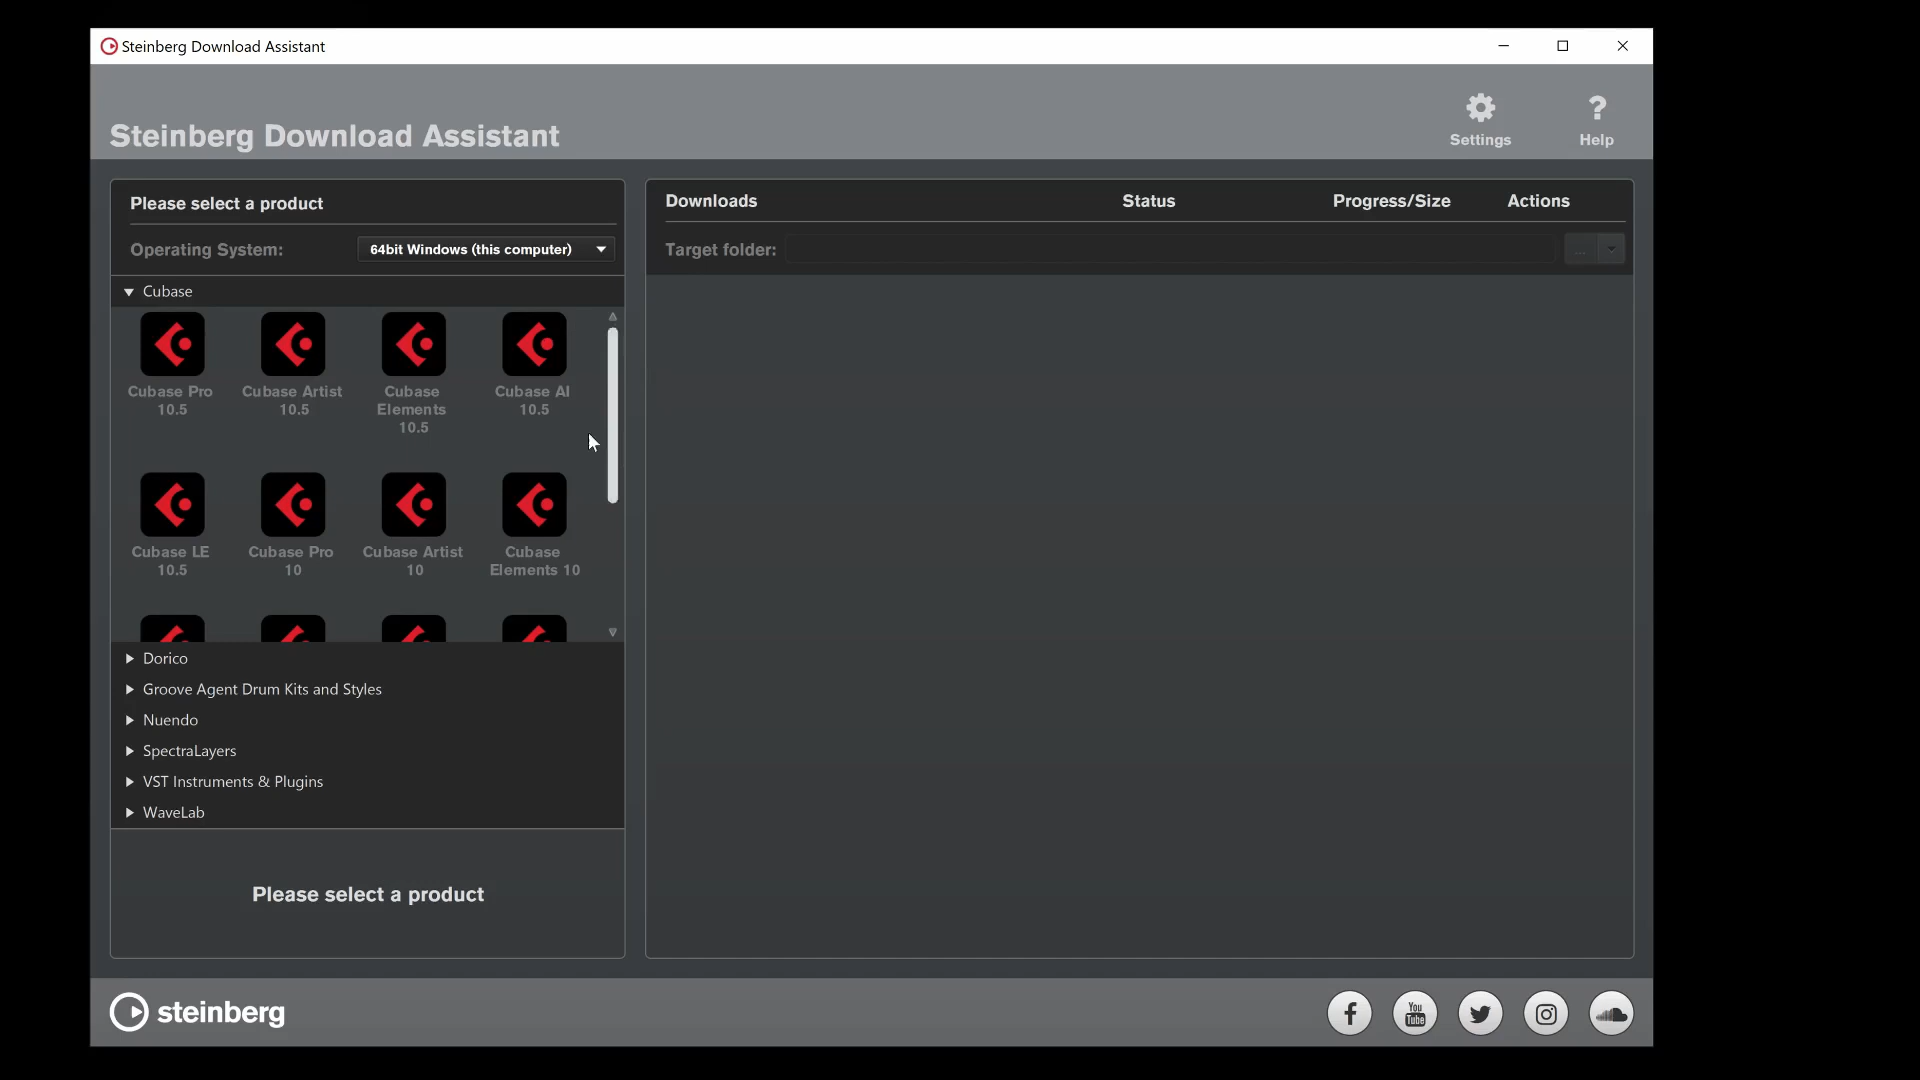 Steinberg Download Assistant
Steinberg Download Assistant
Settings
Help
Please select a product
Operating System:
64bit Windows (this computer)
Cubase
Cubase Pro
10.5
Cubase Artist
10.5
Cubase
Elements
10.5
Cubase AI
10.5
Cubase LE
10.5
Cubase Pro
10
Cubase Artist
10
Cubase
Elements 10
Dorico
Groove Agent Drum Kits and Styles
Nuendo
SpectraLayers
VST Instruments & Plugins
WaveLab
Please select a product
Downloads
Status
Progress/Size
Actions
Target folder:
...
steinberg
You
Tube